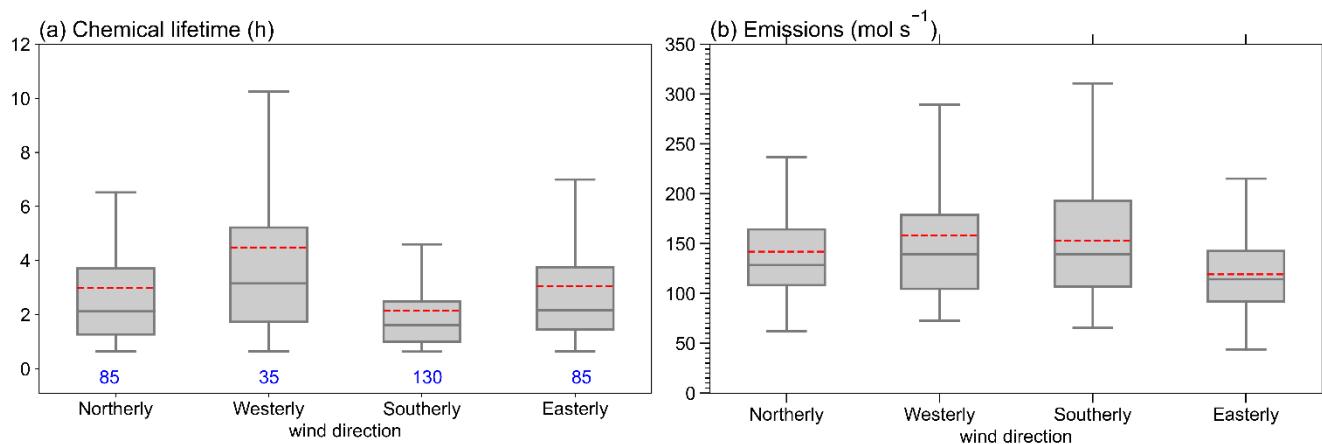 (a) Chemical lifetime (h)
12
10
8
6
4
2
0
85 35 130 85
Northerly Westerly Southerly Easterly
wind direction
(b) Emissions (mol s⁻¹)
350
300
250
200
150
100
50
0
Northerly Westerly Southerly Easterly
wind direction